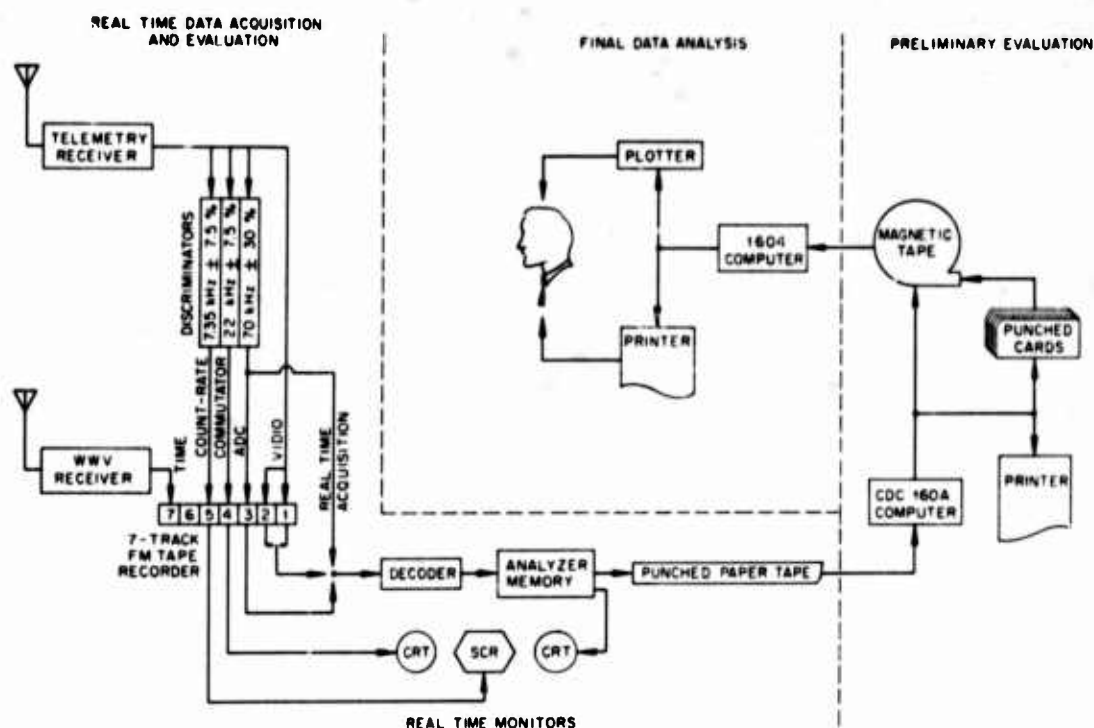 REAL TIME DATA ACQUISITION
AND EVALUATION
FINAL DATA ANALYSIS
PRELIMINARY EVALUATION
TELEMETRY
RECEIVER
DISCRIMINATORS
7.35 kHz ± 7.5 %
22 kHz ± 7.5 %
70 kHz ± 30 %
PLOTTER
1604
COMPUTER
MAGNETIC
TAPE
PRINTER
PUNCHED
CARDS
WWV
RECEIVER
TIME
COUNT-RATE
COMMUTATOR
ADC
VIDIO
REAL TIME
ACQUISITION
7 6 5 4 3 2 1
7-TRACK
FM TAPE
RECORDER
CDC 160A
COMPUTER
PRINTER
DECODER
ANALYZER
MEMORY
PUNCHED PAPER TAPE
CRT
SCR
CRT
REAL TIME MONITORS